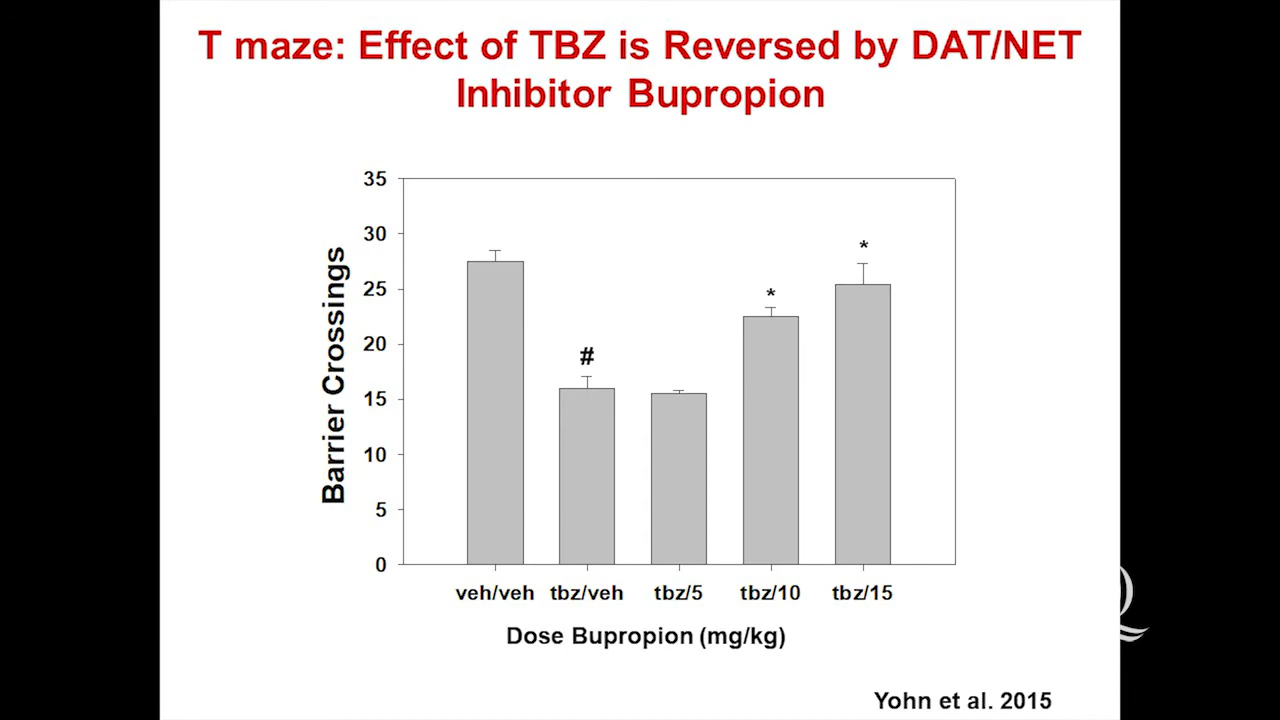 T maze: Effect of TBZ is Reversed by DAT/NET
Inhibitor Bupropion
35
30
25
20
15
10
5
0
Barrier Crossings
#
*
*
veh/veh tbz/veh tbz/5 tbz/10 tbz/15
Dose Bupropion (mg/kg)
Yohn et al. 2015